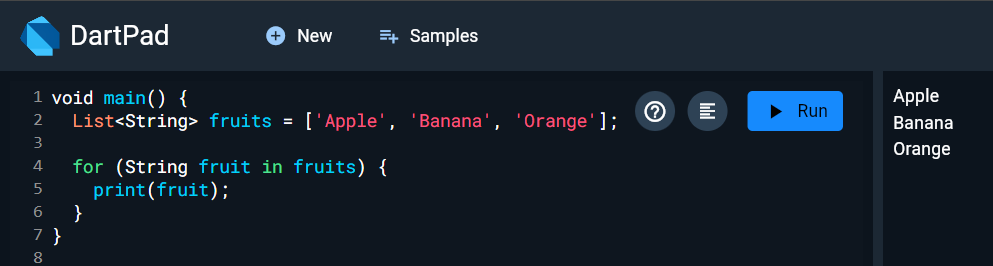 DartPad
New
Samples
1 void main() {
2   List<String> fruits = ['Apple', 'Banana', 'Orange'];
3
4   for (String fruit in fruits) {
5     print(fruit);
6   }
7 }
8
?
Run
Apple
Banana
Orange